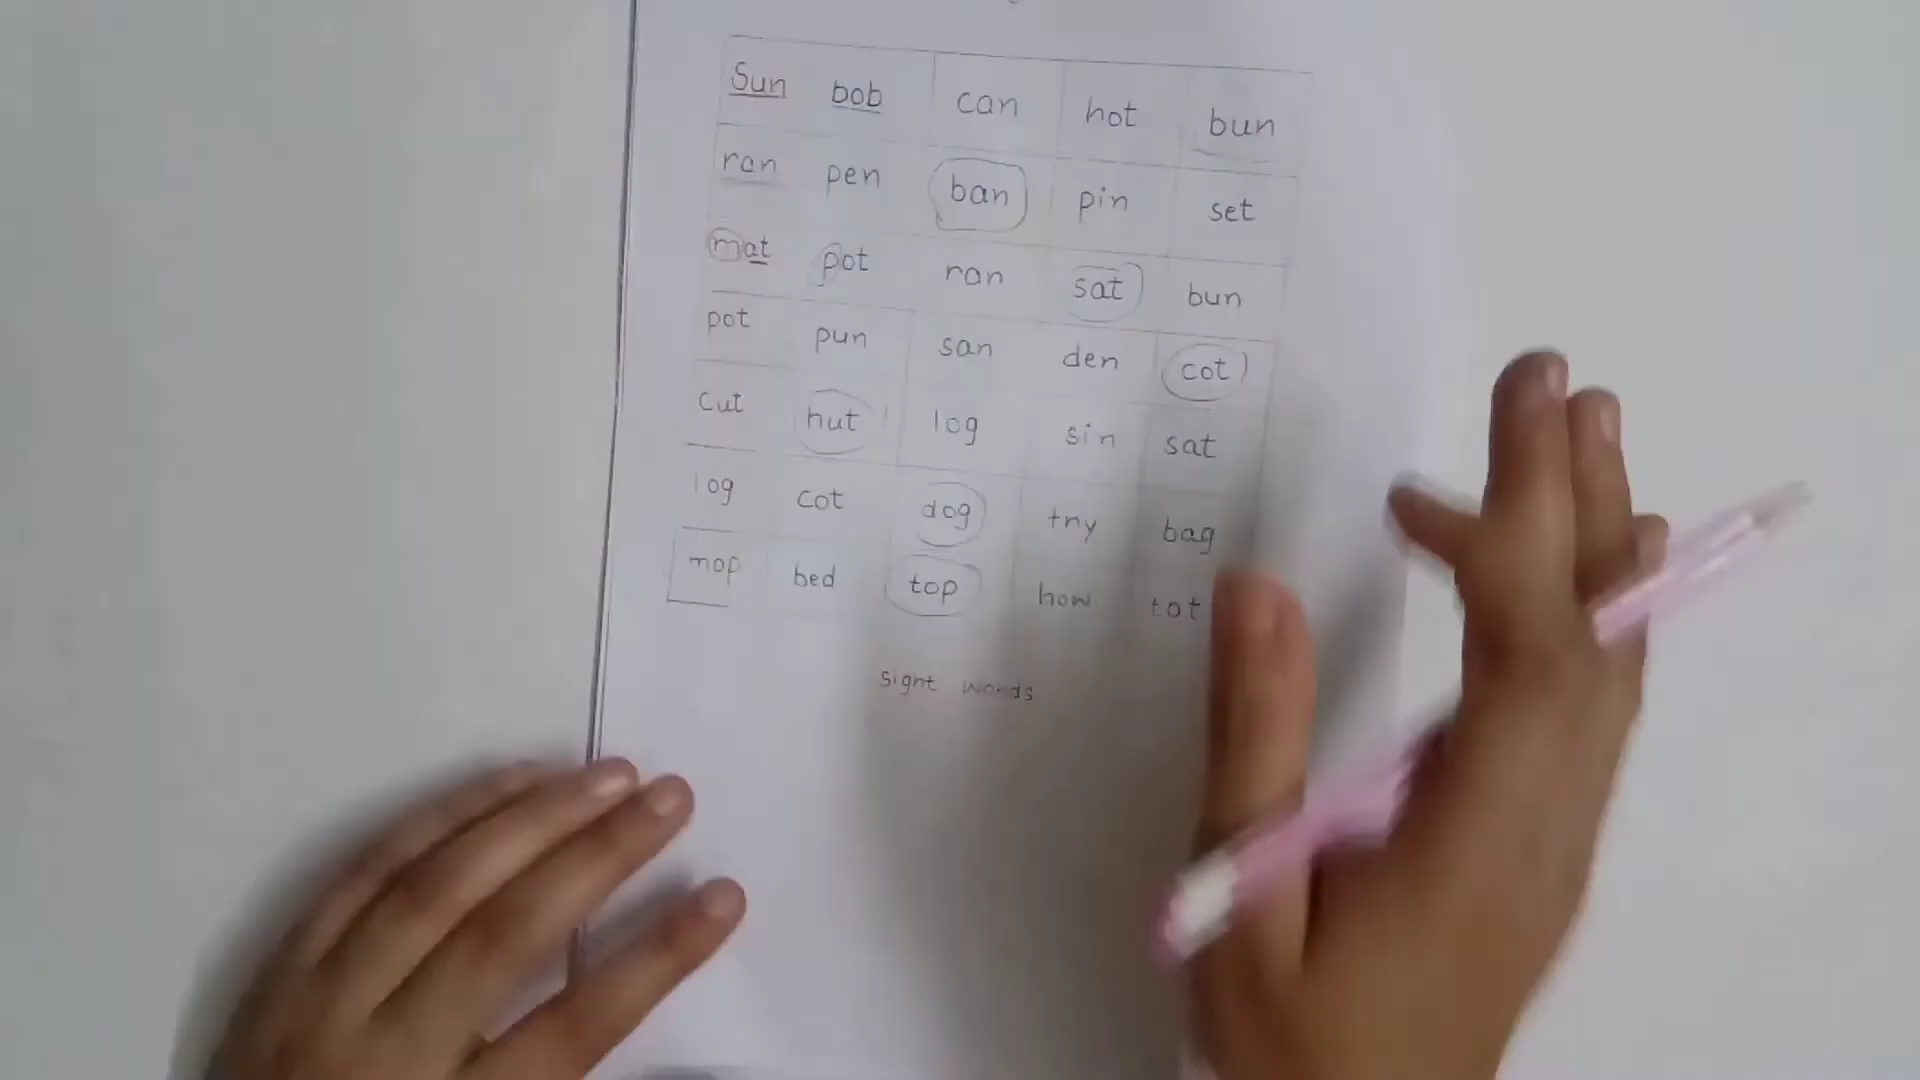 Sun bob can hot bun
ran pen ban pin set
mat pot ran sat bun
pot pun san den cot
cut hut log sin sat
log cot dog try bag
mop bed top how tot
sight words